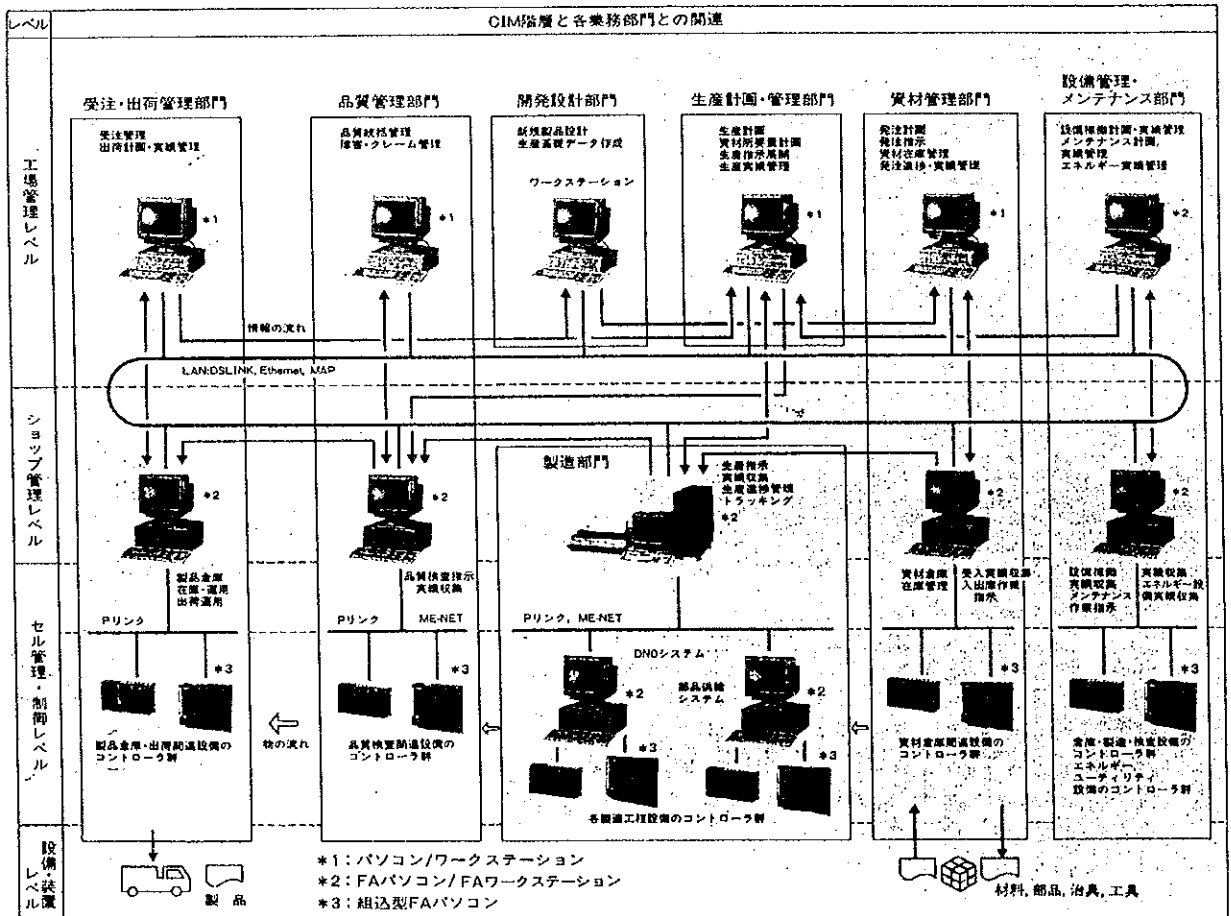 レベル
CIM階層と各業務部門との関連
工場管理レベル
受注・出荷管理部門
受注管理
出荷計画・実績管理
*1
品質管理部門
品質統括管理
障害・クレーム管理
*1
開発設計部門
新規製品設計
生産基礎データ作成
ワークステーション
生産計画・管理部門
生産計画
資材所要量計画
生産指示展開
生産実績管理
*1
資材管理部門
発注計画
発注指示
資材在庫管理
発注進捗・実績管理
*1
設備管理・
メンテナンス部門
設備稼働計画・実績管理
メンテナンス計画,
実績管理
エネルギー実績管理
*2
情報の流れ
LAN:DSLINK, Ethernet, MAP
ショップ管理レベル
*2
製品倉庫
在庫・運用
出荷運用
*2
品質検査指示
実績収集
製造部門
生産指示
実績収集
生産進捗管理
トラッキング
*2
*2
資材倉庫
在庫管理
受入実績収集
入出庫作業
指示
*2
設備稼働
実績収集
メンテナンス
作業指示
実績収集
エネルギー設
備実績収集
セル管理・制御レベル
Pリンク
*3
製品倉庫・出荷関連設備の
コントローラ群
物の流れ
Pリンク
ME-NET
*3
品質検査関連設備の
コントローラ群
Pリンク, ME-NET
DNCシステム
*2
*3
部品供給
システム
*2
*3
各製造工程設備のコントローラ群
*3
資材倉庫関連設備の
コントローラ群
*3
倉庫・製造・検査設備の
コントローラ群
エネルギー
ユーティリティ
設備のコントローラ群
設備・装置レベル
製品
*1：パソコン/ワークステーション
*2：FAパソコン/FAワークステーション
*3：組込型FAパソコン
材料, 部品, 治具, 工具